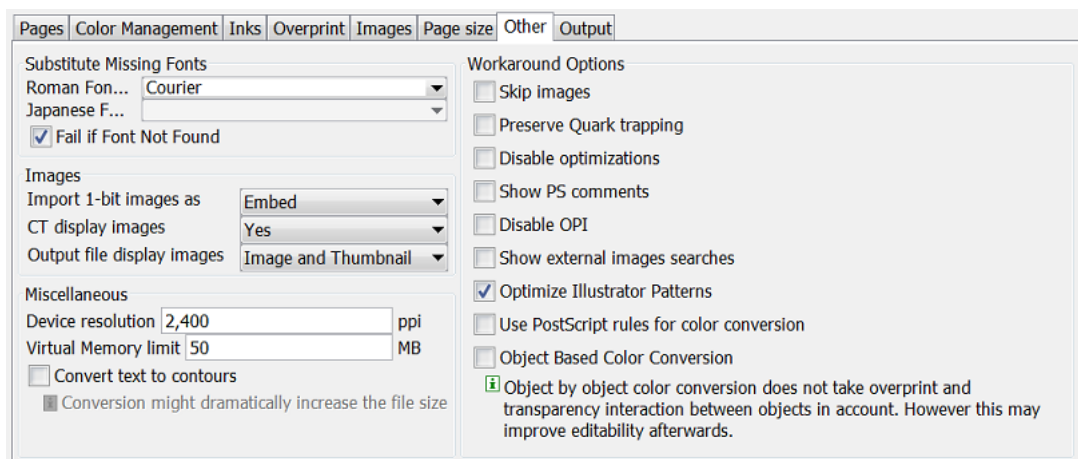 Pages Color Management Inks Overprint Images Page size Other Output
Substitute Missing Fonts
Roman Fon... Courier
Japanese F...
Fail if Font Not Found
Images
Import 1-bit images as Embed
CT display images Yes
Output file display images Image and Thumbnail
Miscellaneous
Device resolution 2,400 ppi
Virtual Memory limit 50 MB
Convert text to contours
Conversion might dramatically increase the file size
Workaround Options
Skip images
Preserve Quark trapping
Disable optimizations
Show PS comments
Disable OPI
Show external images searches
Optimize Illustrator Patterns
Use PostScript rules for color conversion
Object Based Color Conversion
Object by object color conversion does not take overprint and
transparency interaction between objects in account. However this may
improve editability afterwards.